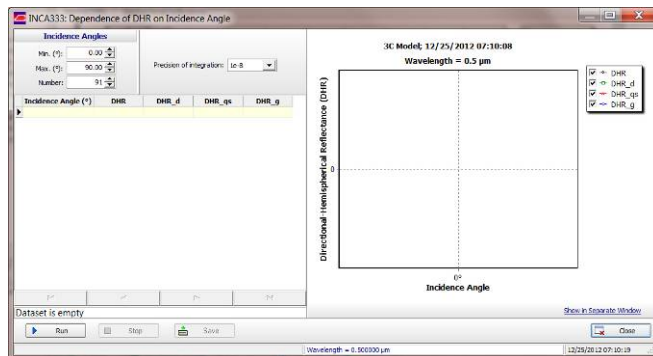 INCA333: Dependence of DHR on Incidence Angle
Incidence Angles
Min. (°): 0.00
Max. (°): 90.00
Number: 91
Precision of integration: 1e-8
Incidence Angle (°) DHR DHR_d DHR_qs DHR_g
Dataset is empty
Run Stop Save
3C Model; 12/25/2012 07:10:08
Wavelength = 0.5 µm
Directional-Hemispherical Reflectance (DHR)
0
0°
Incidence Angle
DHR
DHR_d
DHR_qs
DHR_g
Show in Separate Window
Close
Wavelength = 0.500000 µm 12/25/2012 07:10:19